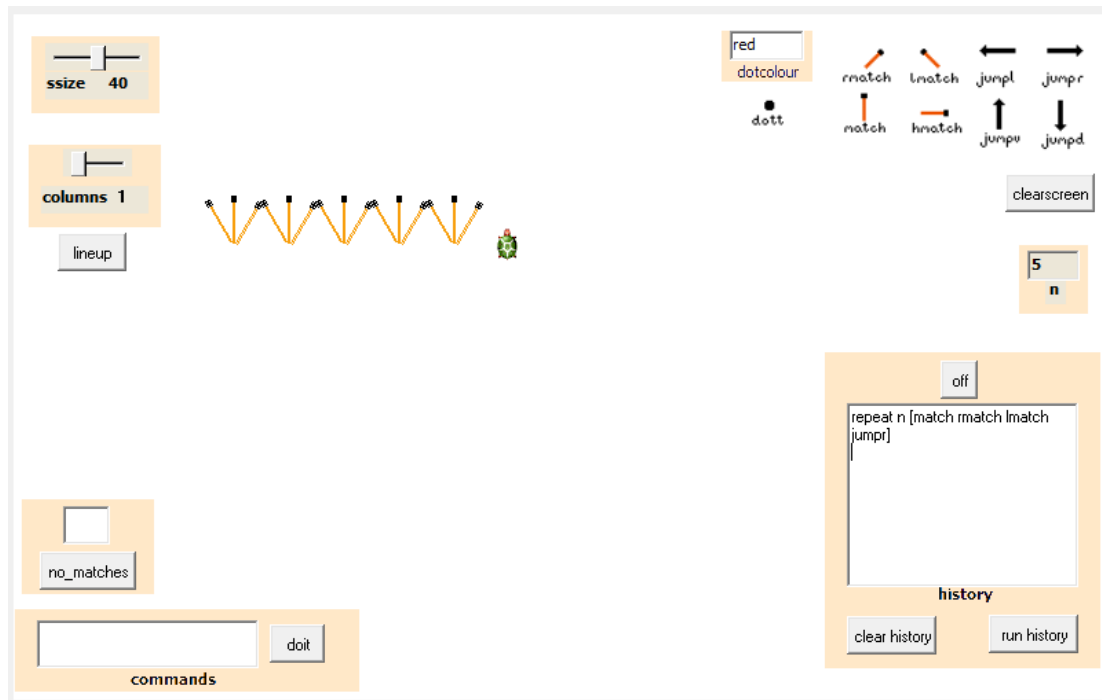 red
dotcolour
ssize 40
rmatch lmatch jumpl jumpr
dott
match hmatch jumpu jumpd
columns 1
clearscreen
lineup
5
n
off
repeat n [match rmatch lmatch
jumpr]
no_matches
history
clear history run history
doit
commands